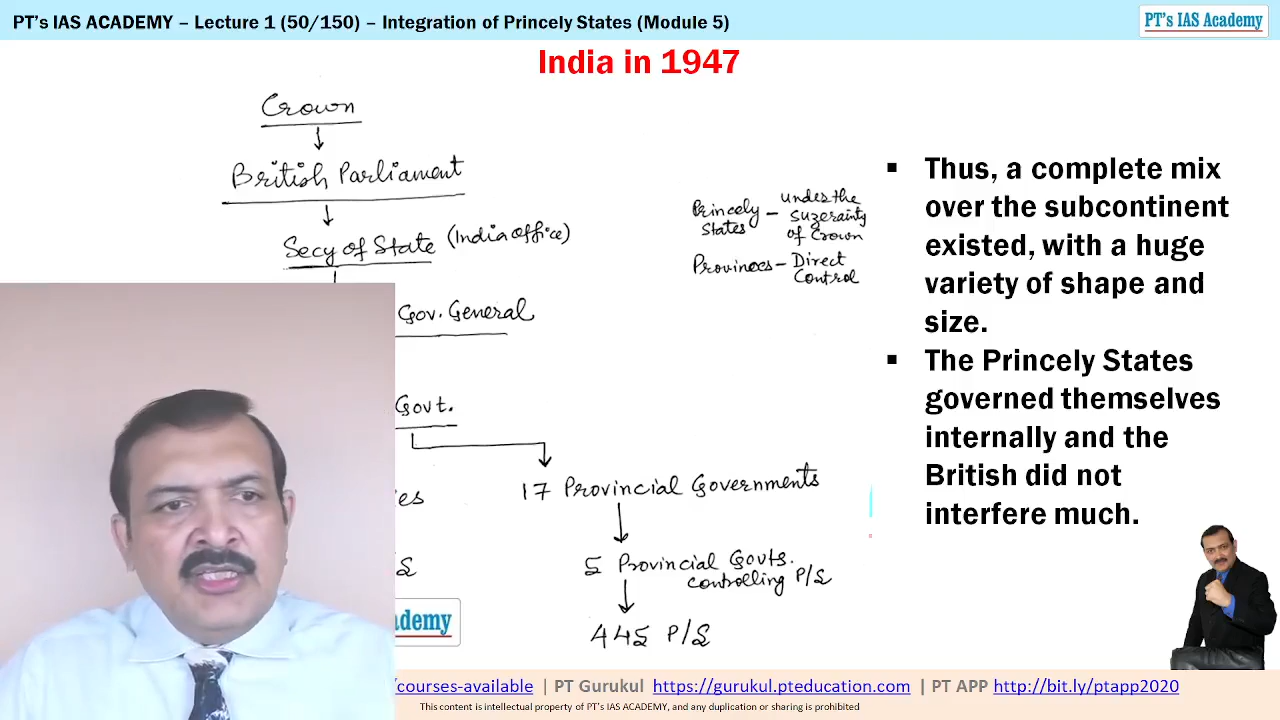 PT's IAS ACADEMY – Lecture 1 (50/150) – Integration of Princely States (Module 5)
PT's IAS Academy
India in 1947
Crown
British Parliament
Secy of State (India office)
Gov. General
Govt.
es
17 Provincial Governments
5 Provincial Govts.
controlling P/S
445 P/S
Princely States – under the suzerainty of Crown
Provinces – Direct Control
Thus, a complete mix
over the subcontinent
existed, with a huge
variety of shape and
size.
The Princely States
governed themselves
internally and the
British did not
interfere much.
ademy
/courses-available | PT Gurukul https://gurukul.pteducation.com | PT APP http://bit.ly/ptapp2020
This content is intellectual property of PT's IAS ACADEMY, and any duplication or sharing is prohibited